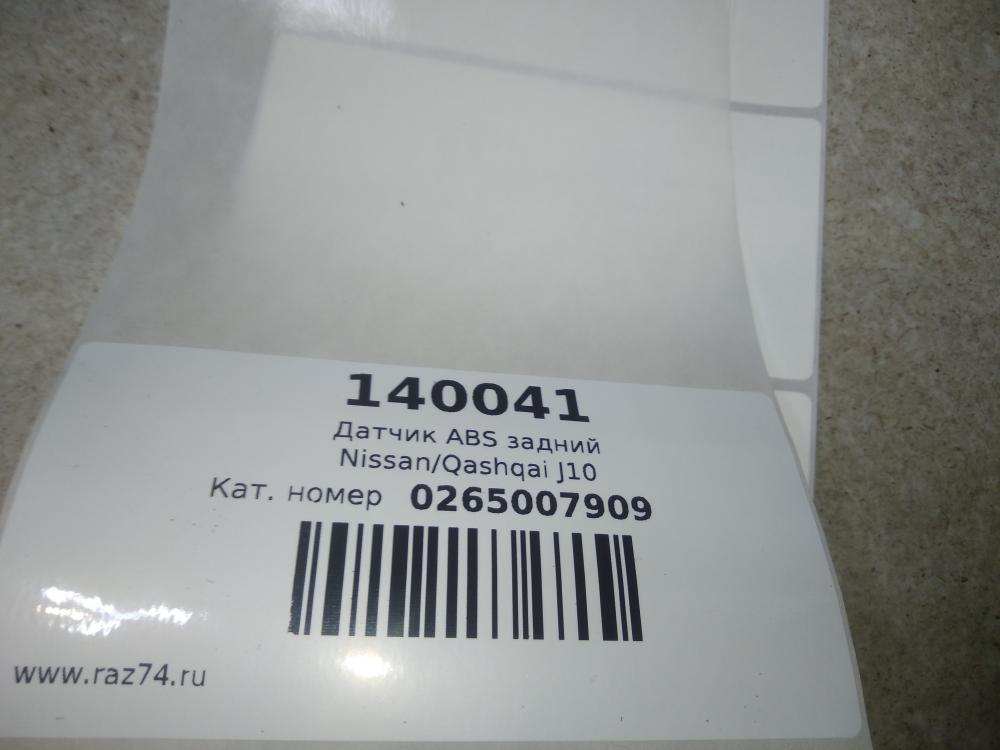 140041
Датчик ABS задний
Nissan/Qashqai J10
Кат. номер 0265007909
www.raz74.ru